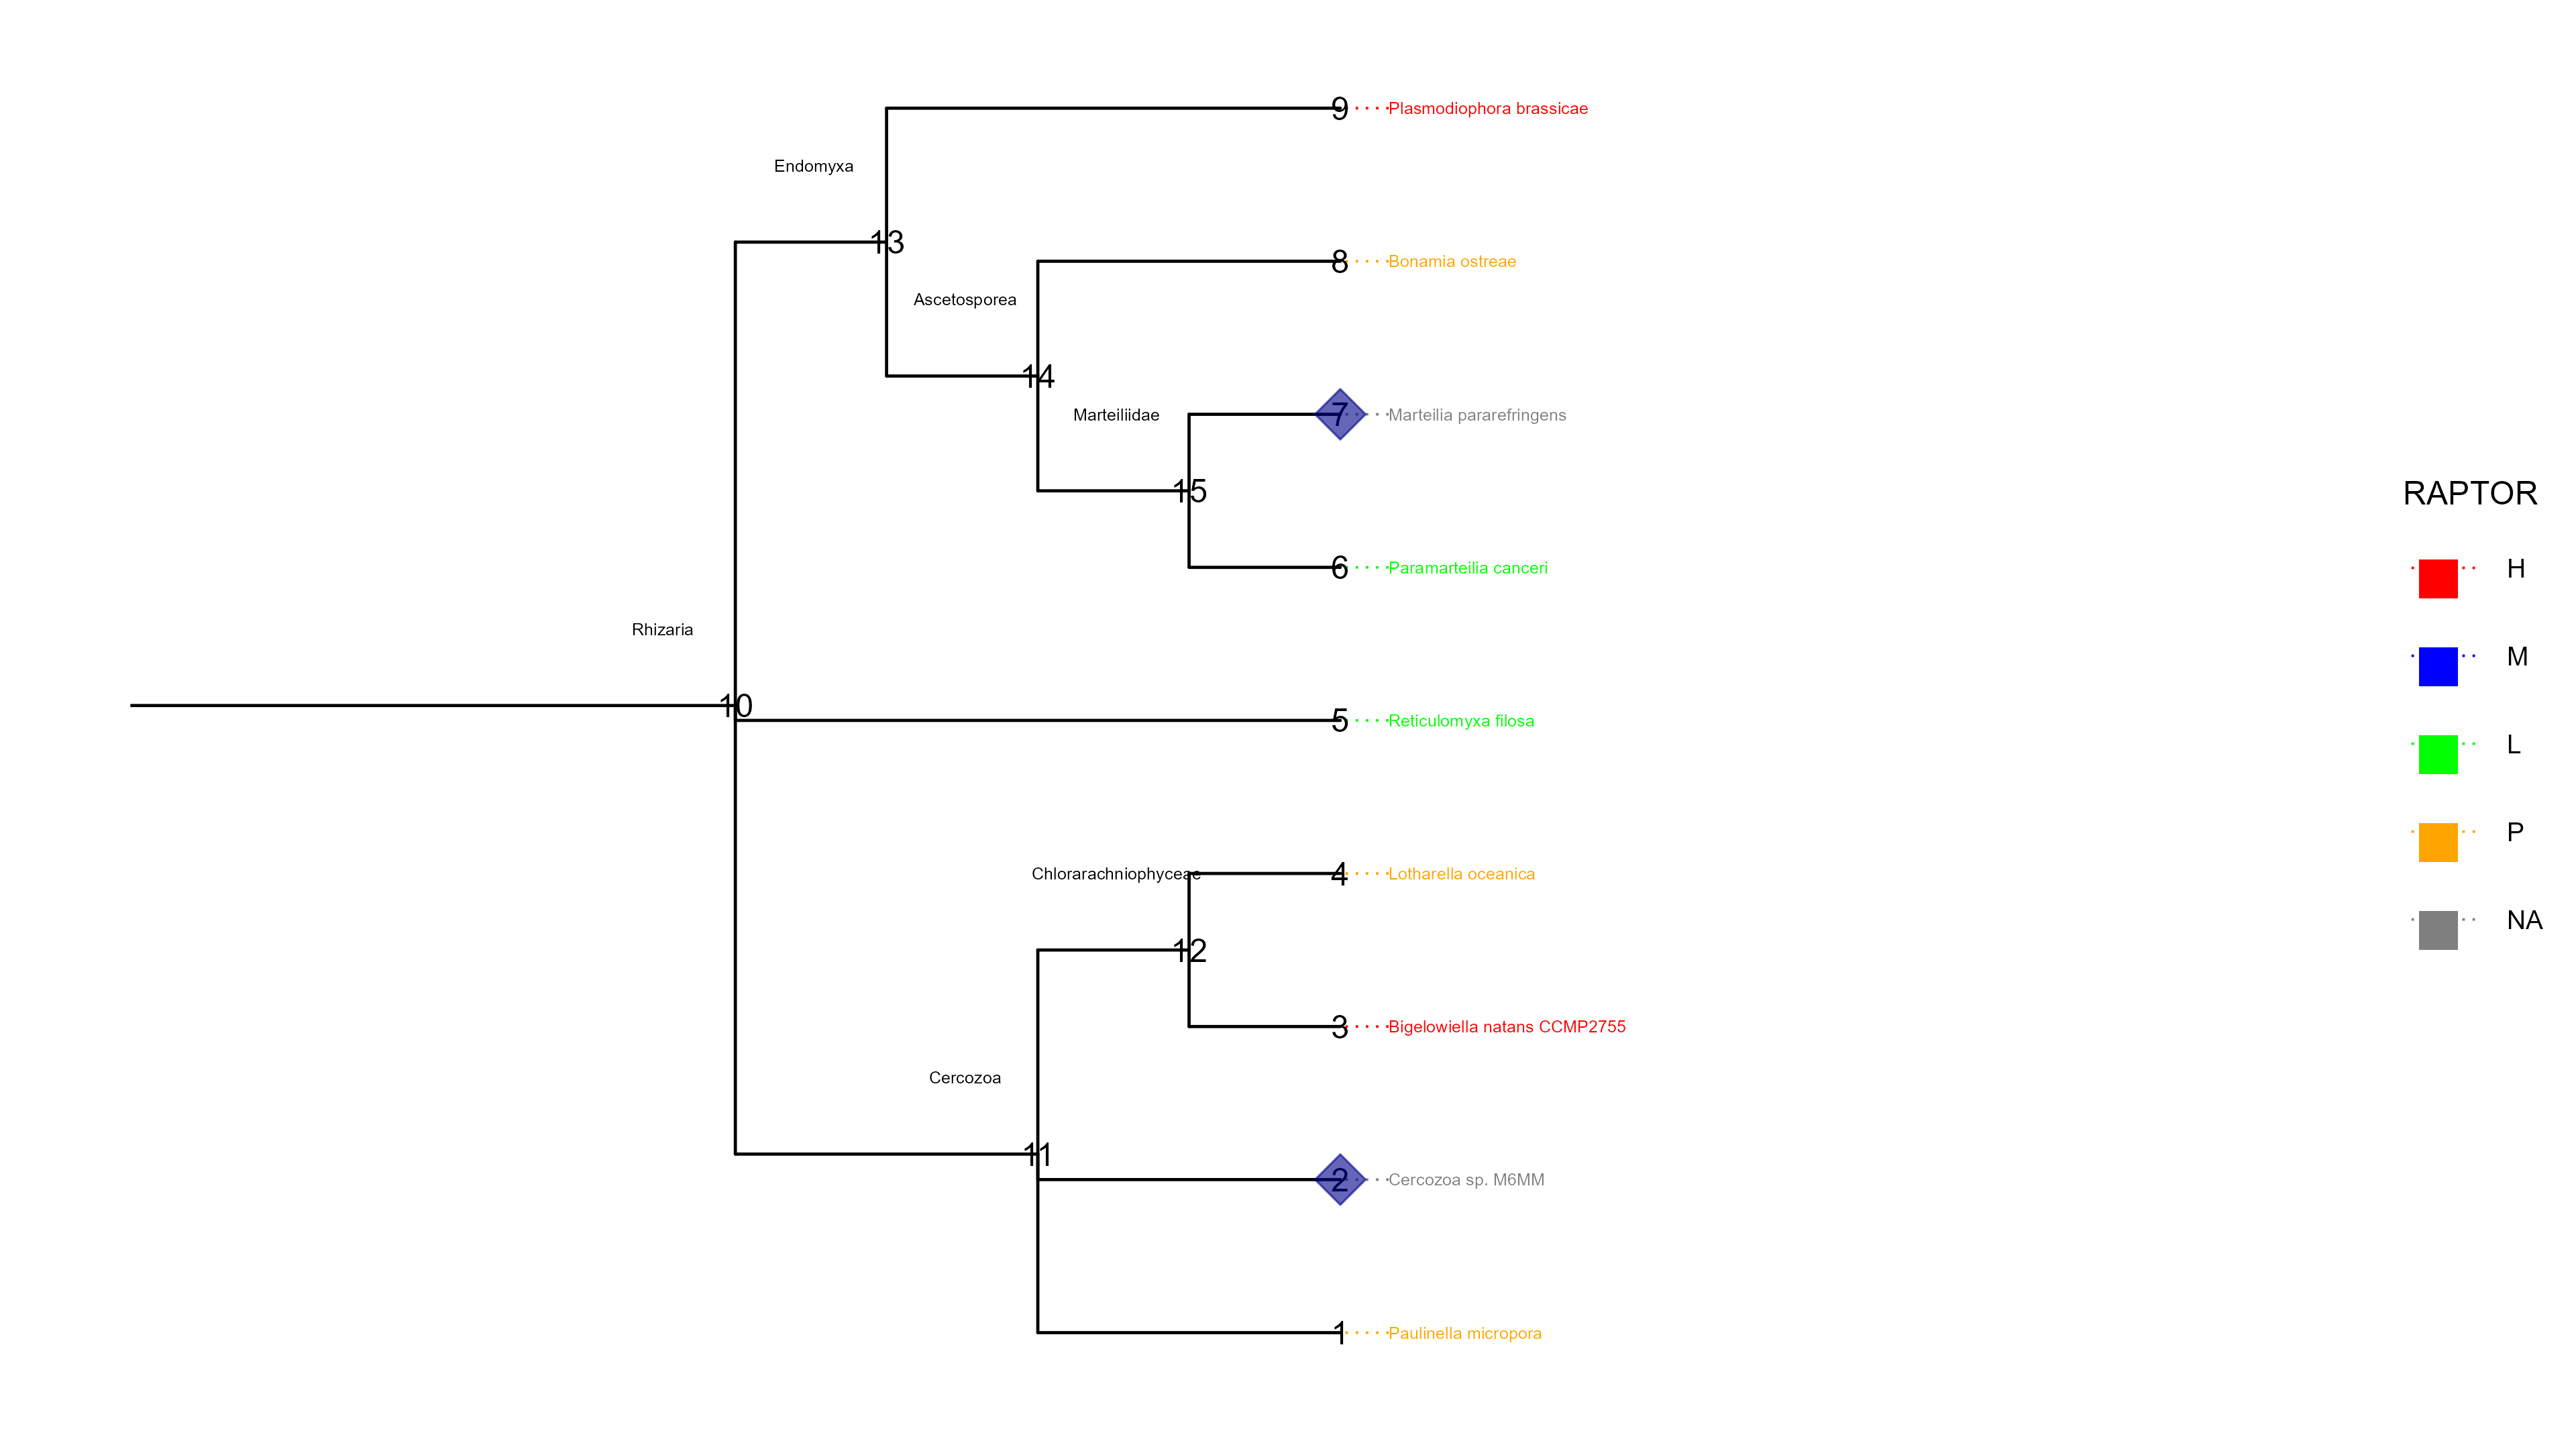 9 Plasmodiophora brassicae
Endomyxa
13
8 Bonamia ostreae
Ascetosporea
14
Marteiliidae
7 Marteilia pararefringens
15
6 Paramarteilia canceri
Rhizaria
10
5 Reticulomyxa filosa
Chlorarachniophyceae
4 Lotharella oceanica
12
3 Bigelowiella natans CCMP2755
Cercozoa
11
2 Cercozoa sp. M6MM
1 Paulinella micropora
RAPTOR
H
M
L
P
NA